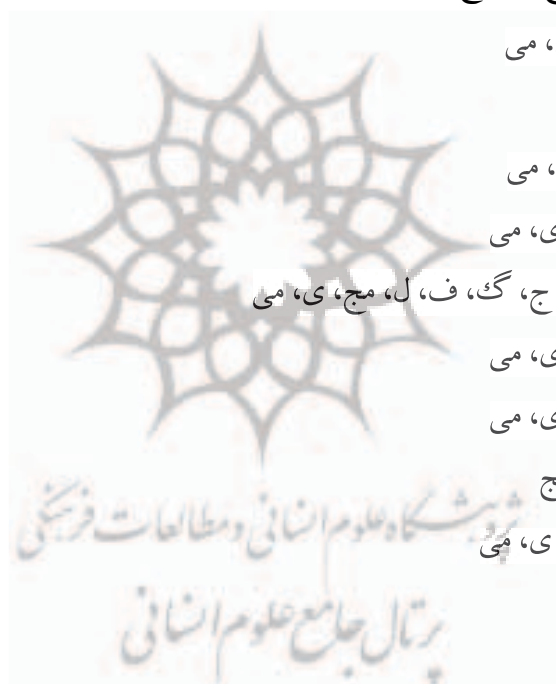 ، می
، می
ی، می
ج، گ، ف، ل، مج، ی، می
ی، می
ی، می
ج
ی، می
پژوهشگاه علوم انسانی و مطالعات فرهنگی
پرتال جامع علوم انسانی